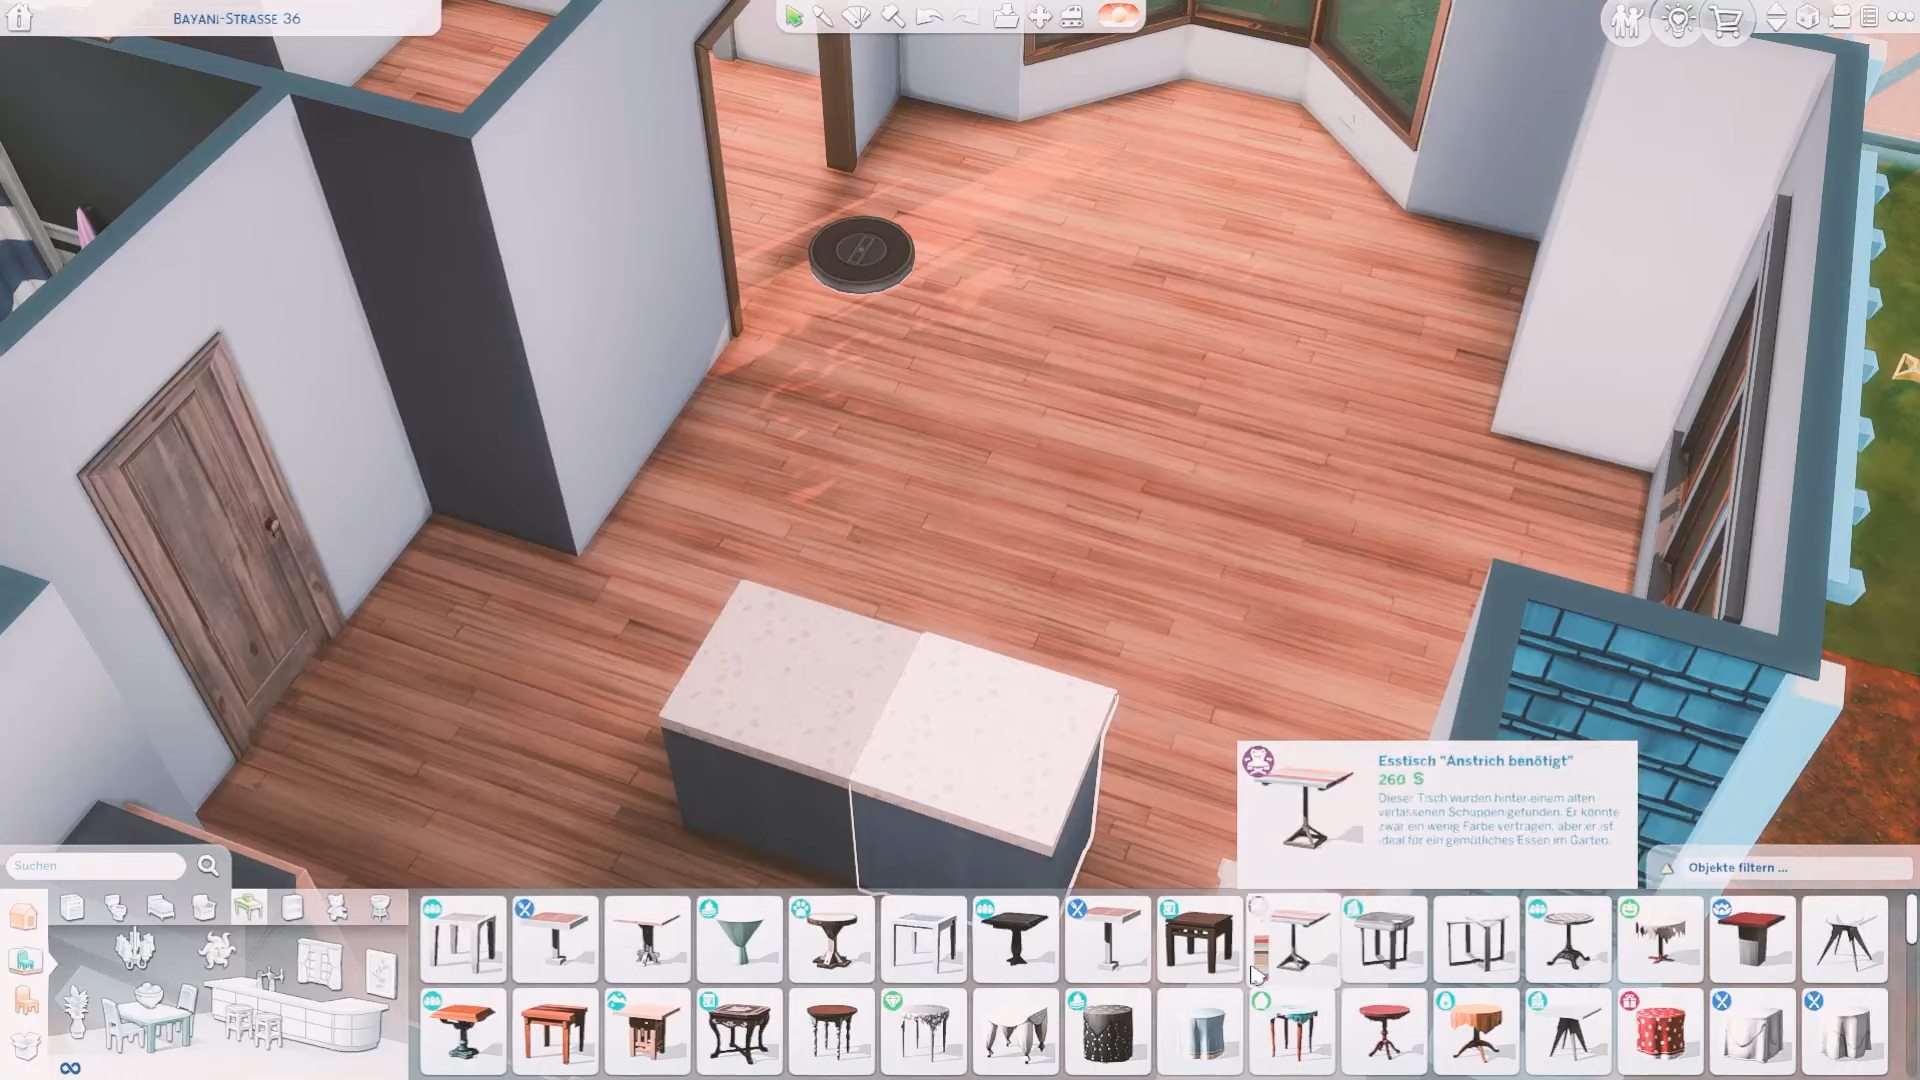 Bayani-Strasse 36
Esstisch "Anstrich benötigt"
260 $
Dieser Tisch wurden hinter einem alten
verlassenen Schuppen gefunden. Er könnte
zwar ein wenig Farbe vertragen, aber er ist
ideal für ein gemütliches Essen im Garten.
Suchen
Objekte filtern ...